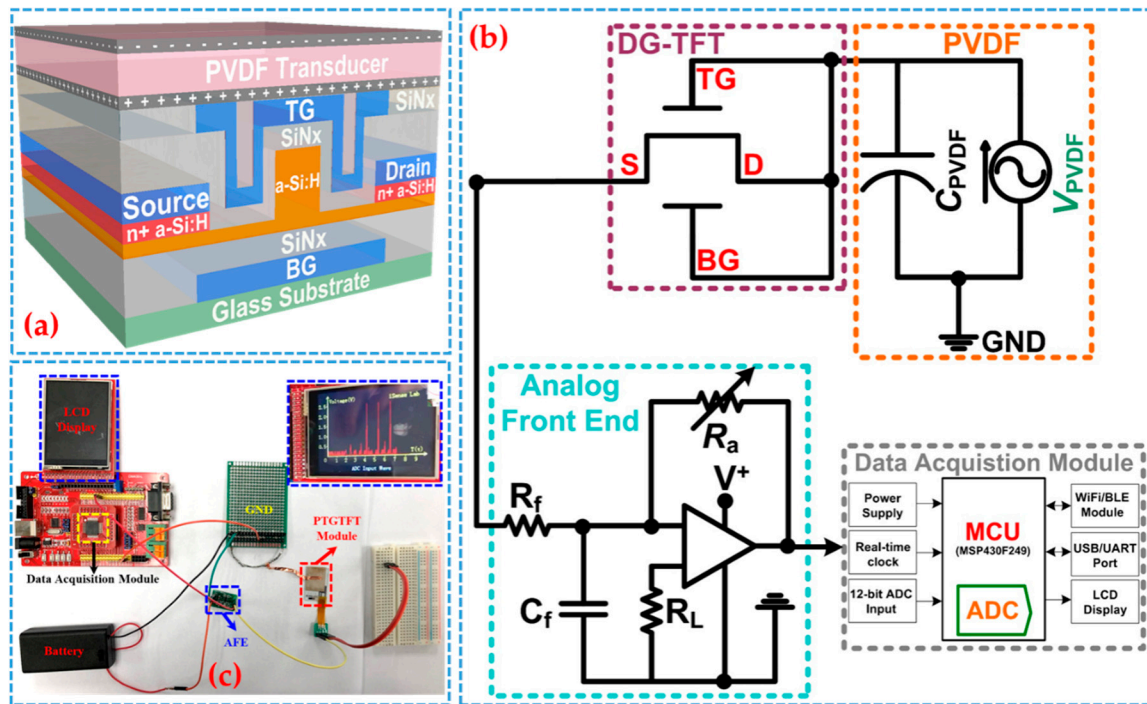 PVDF Transducer
TG
SiNx
SiNx
a-Si:H
Drain
n+ a-Si:H
Source
n+ a-Si:H
SiNx
BG
Glass Substrate
(a)
(b)
DG-TFT
PVDF
TG
S
D
BG
CPVDF
VPVDF
GND
Analog
Front End
Ra
Rf
V+
Cf
RL
Data Acquistion Module
Power
Supply
Real-time
clock
12-bit ADC
Input
MCU
(MSP430F249)
ADC
WiFi/BLE
Module
USB/UART
Port
LCD
Display
LCD
Display
Voltage(V)
T(s)
ADC Input Wave
GND
PTGTFT
Module
Data Acquisition Module
AFE
Battery
(c)